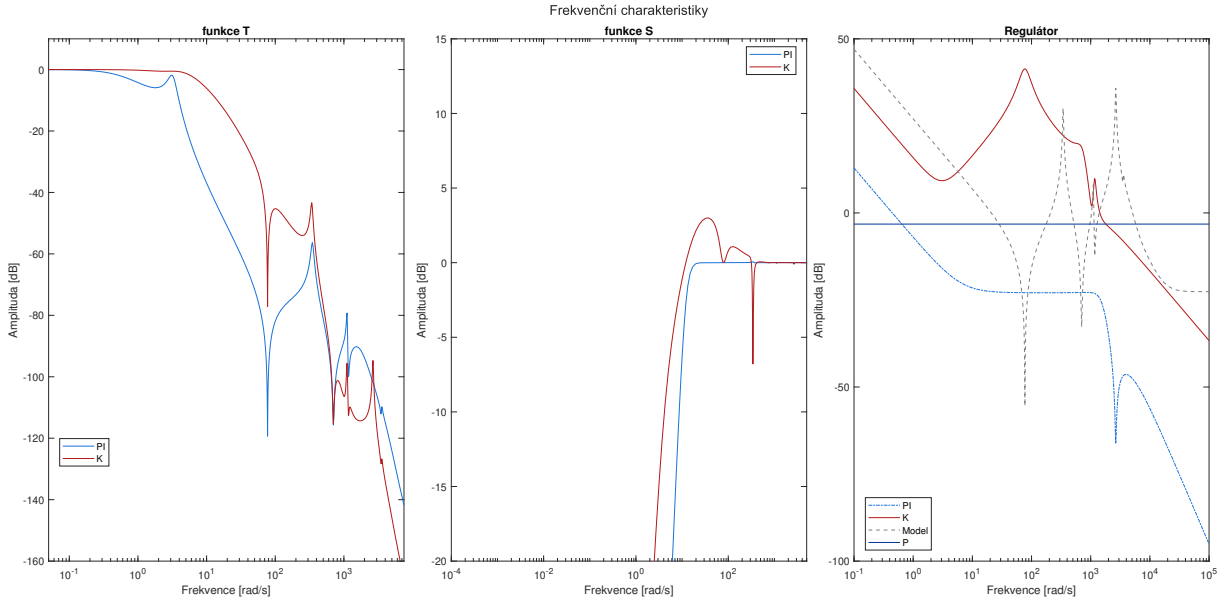 Frekvenční charakteristiky
funkce T
Amplituda [dB]
0
-20
-40
-60
-80
-100
-120
-140
-160
10^-1
10^0
10^1
10^2
10^3
Frekvence [rad/s]
PI
K
funkce S
Amplituda [dB]
15
10
5
0
-5
-10
-15
-20
10^-4
10^-2
10^0
10^2
Frekvence [rad/s]
PI
K
Regulátor
Amplituda [dB]
50
0
-50
-100
10^-1
10^0
10^1
10^2
10^3
10^4
10^5
Frekvence [rad/s]
PI
K
Model
P